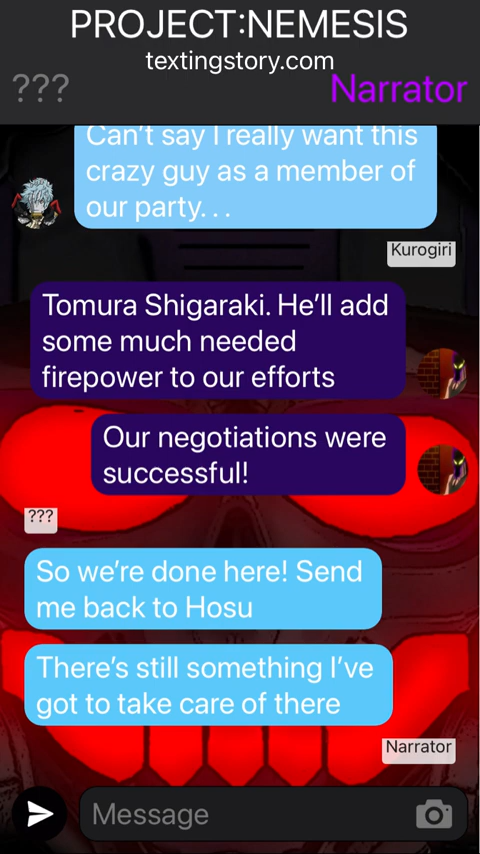 PROJECT:NEMESIS
textingstory.com
???
Narrator
Can't say I really want this
crazy guy as a member of
our party...
Kurogiri
Tomura Shigaraki. He'll add
some much needed
firepower to our efforts
Our negotiations were
successful!
???
So we're done here! Send
me back to Hosu
There's still something I've
got to take care of there
Narrator
Message